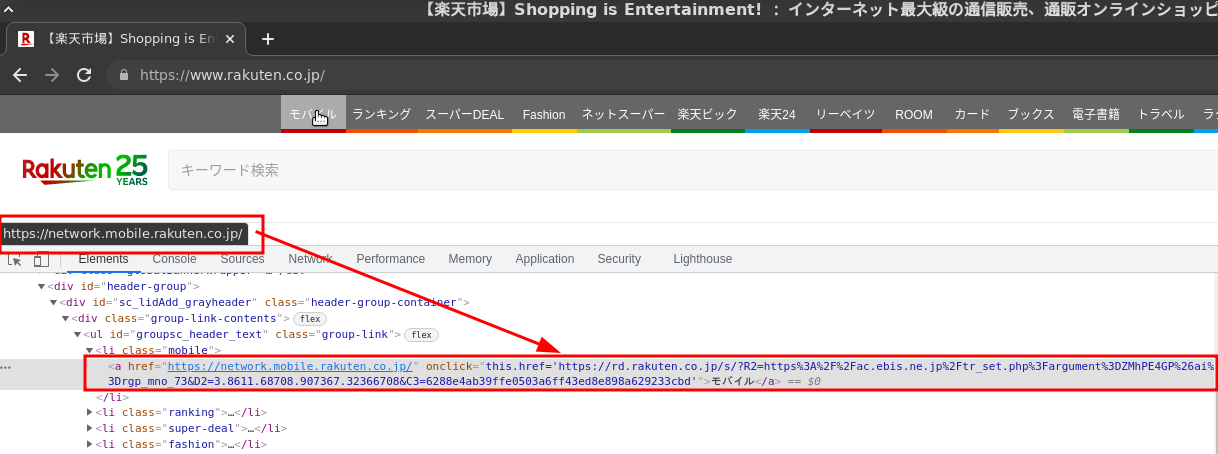 【楽天市場】Shopping is Entertainment! : インターネット最大級の通信販売、通販オンラインショッピ
【楽天市場】Shopping is En
https://www.rakuten.co.jp/
モバイル ランキング スーパーDEAL Fashion ネットスーパー 楽天ビック 楽天24 リーベイツ ROOM カード ブックス 電子書籍 トラベル ラ
Rakuten 25 YEARS
キーワード検索
https://network.mobile.rakuten.co.jp/
Elements Console Sources Network Performance Memory Application Security Lighthouse
<div id="header-group">
<div id="sc_lidAdd_grayheader" class="header-group-container">
<div class="group-link-contents"> flex
<ul id="groupsc_header_text" class="group-link"> flex
<li class="mobile">
<a href="https://network.mobile.rakuten.co.jp/" onclick="this.href='https://rd.rakuten.co.jp/s/?R2=https%3A%2F%2Fac.ebis.ne.jp%2Ftr_set.php%3Fargument%3DZMhPE4GP%26ai%
3Drgp_mno_73&D2=3.8611.68708.907367.32366708&C3=6288e4ab39ffe0503a6ff43ed8e898a629233cbd'">モバイル</a> == $0
</li>
<li class="ranking">…</li>
<li class="super-deal">…</li>
<li class="fashion">…</li>